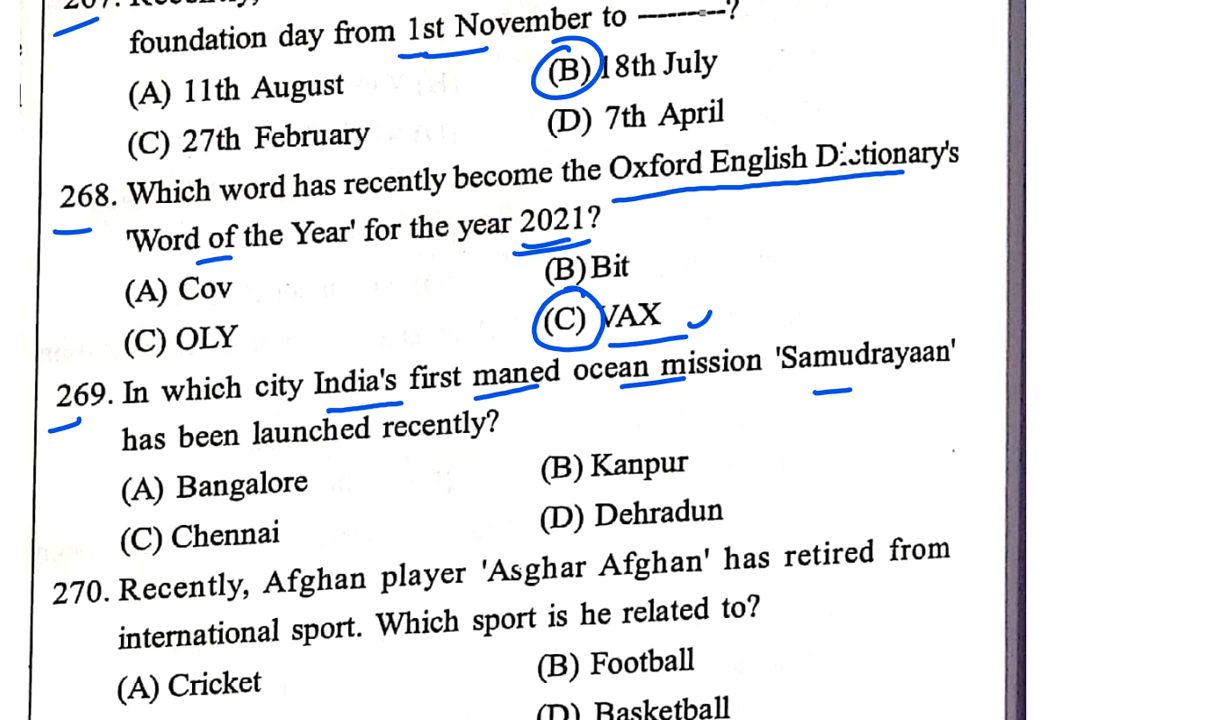 foundation day from 1st November to ---------?
(A) 11th August (B) 18th July
(C) 27th February (D) 7th April
268. Which word has recently become the Oxford English Dictionary's
'Word of the Year' for the year 2021?
(A) Cov (B) Bit
(C) OLY (C) VAX
269. In which city India's first maned ocean mission 'Samudrayaan'
has been launched recently?
(A) Bangalore (B) Kanpur
(C) Chennai (D) Dehradun
270. Recently, Afghan player 'Asghar Afghan' has retired from
international sport. Which sport is he related to?
(A) Cricket (B) Football
(D) Basketball